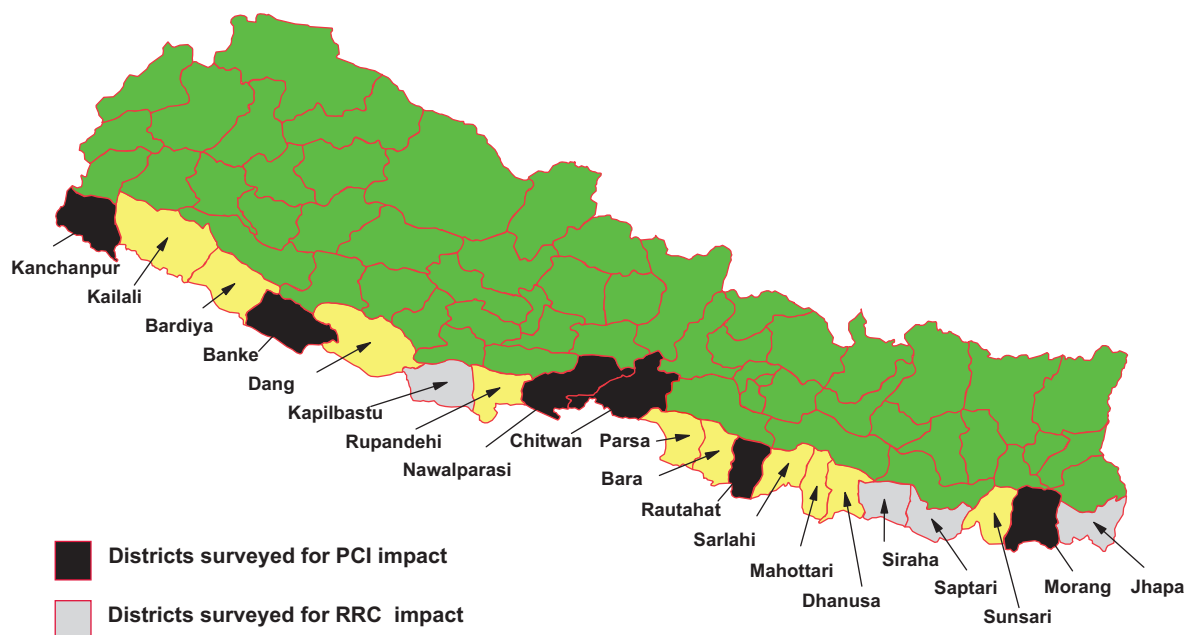 Kanchanpur
Kailali
Bardiya
Banke
Dang
Kapilbastu
Rupandehi
Nawalparasi
Chitwan
Parsa
Bara
Rautahat
Sarlahi
Mahottari
Dhanusa
Siraha
Saptari
Sunsari
Morang
Jhapa
Districts surveyed for PCI impact
Districts surveyed for RRC impact